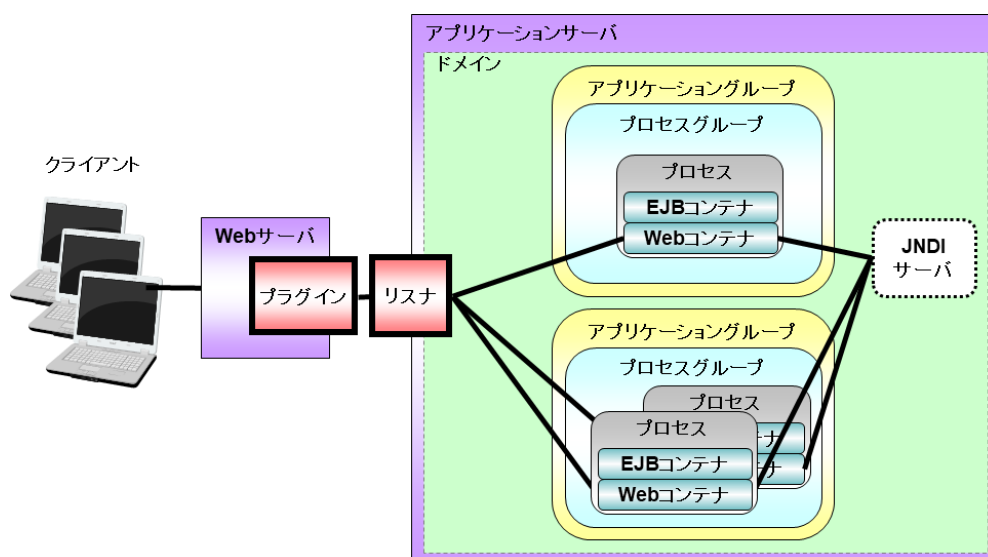 アプリケーションサーバ
ドメイン
アプリケーショングループ
プロセスグループ
プロセス
EJBコンテナ
Webコンテナ
クライアント
Webサーバ
プラグイン
リスナ
JNDI
サーバ
アプリケーショングループ
プロセスグループ
プロセス
テナ
テナ
プロセス
EJBコンテナ
Webコンテナ